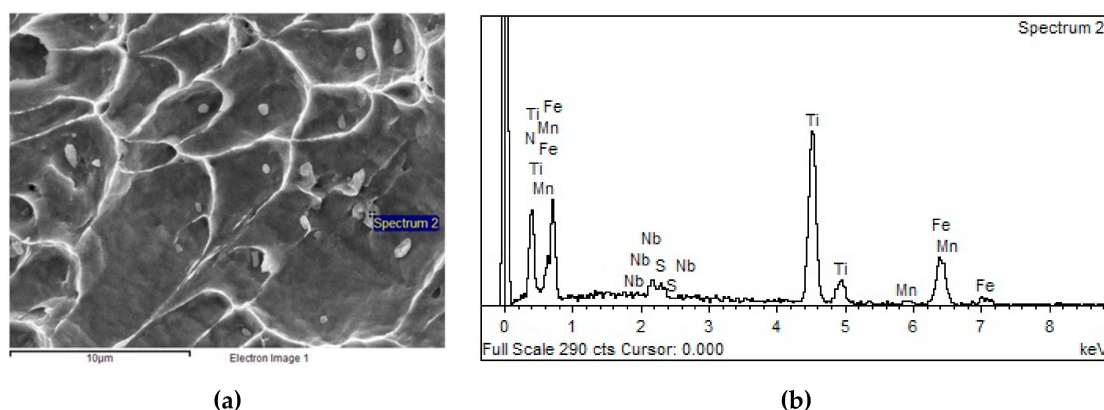 Spectrum 2
10µm
Electron Image 1
(a)
Spectrum 2
Ti Fe
N Mn
Ti Fe
Mn
Nb
Nb S Nb
Nb S
Ti
Ti
Mn
Fe
Mn
Fe
0 1 2 3 4 5 6 7 8
Full Scale 290 cts Cursor: 0.000
keV
(b)